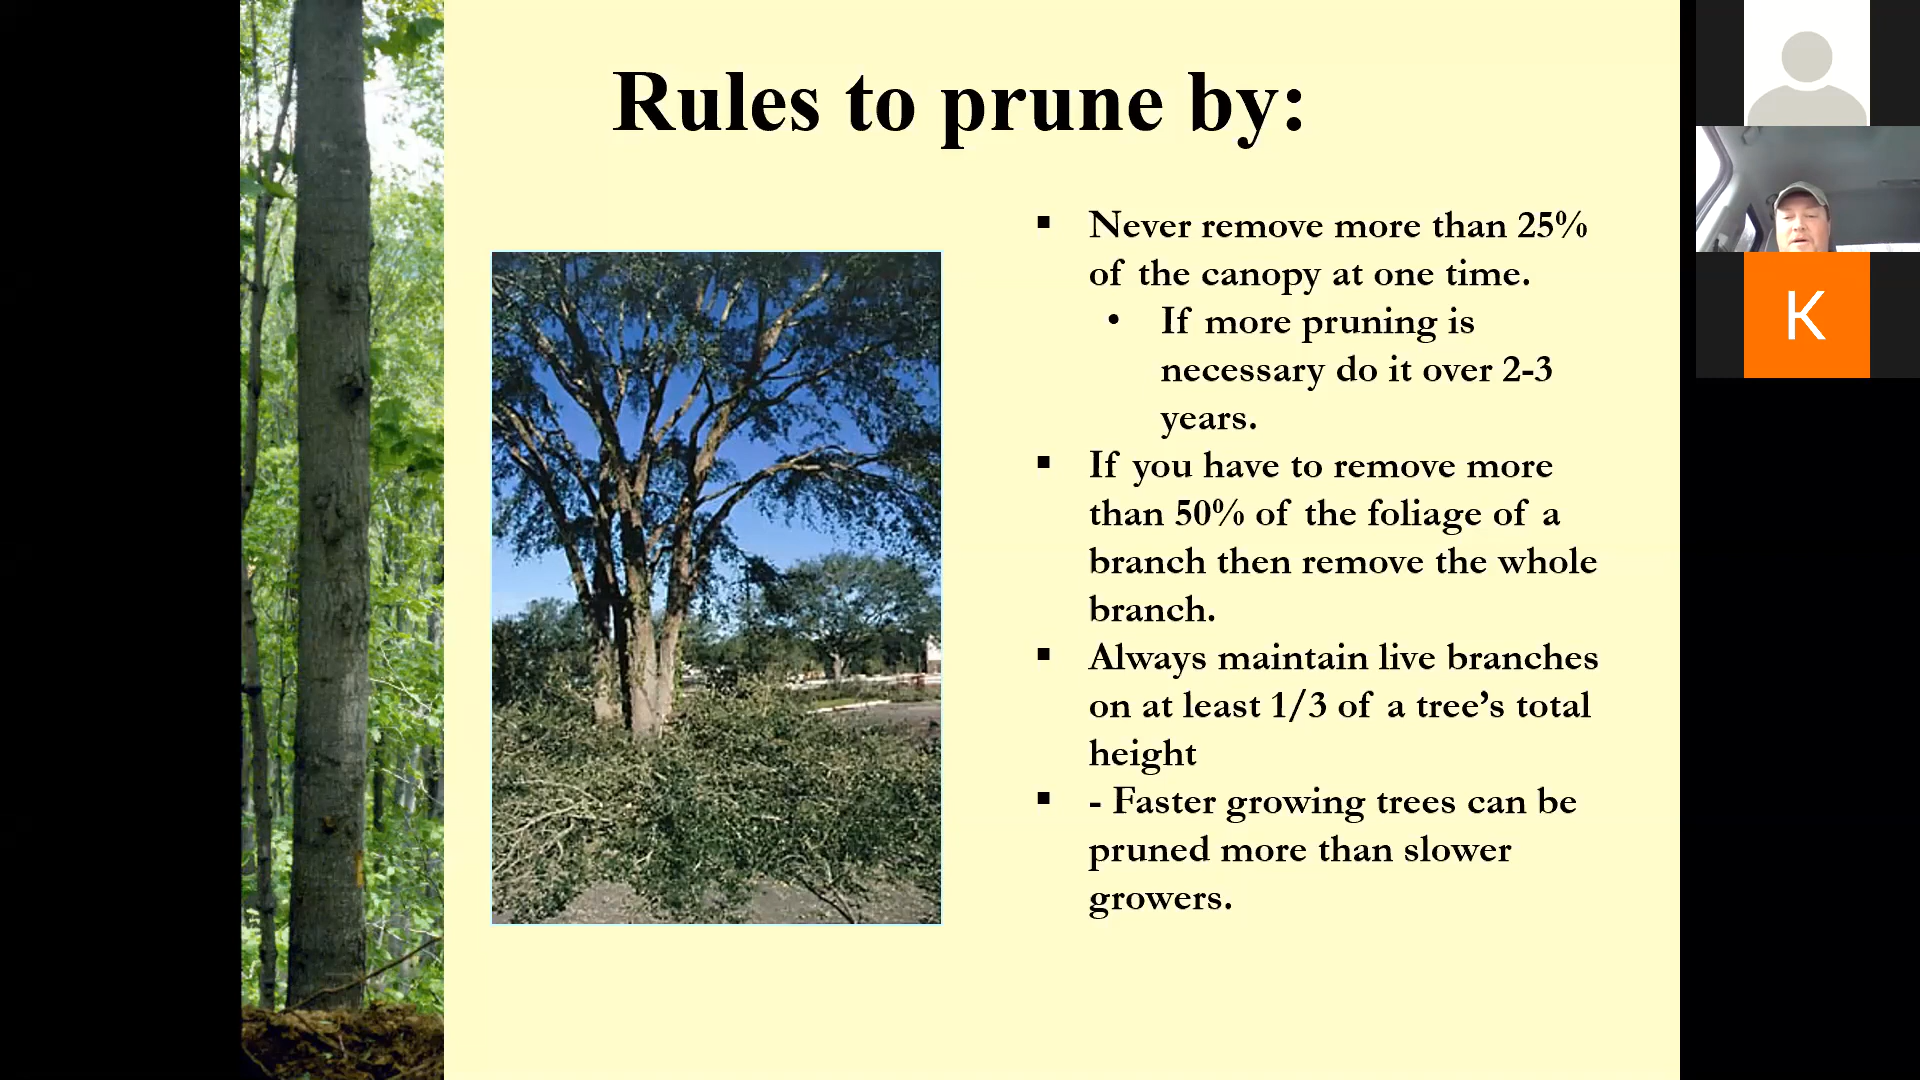 Rules to prune by:
▪ Never remove more than 25%
of the canopy at one time.
• If more pruning is
necessary do it over 2-3
years.
▪ If you have to remove more
than 50% of the foliage of a
branch then remove the whole
branch.
▪ Always maintain live branches
on at least 1/3 of a tree’s total
height
▪ - Faster growing trees can be
pruned more than slower
growers.
K